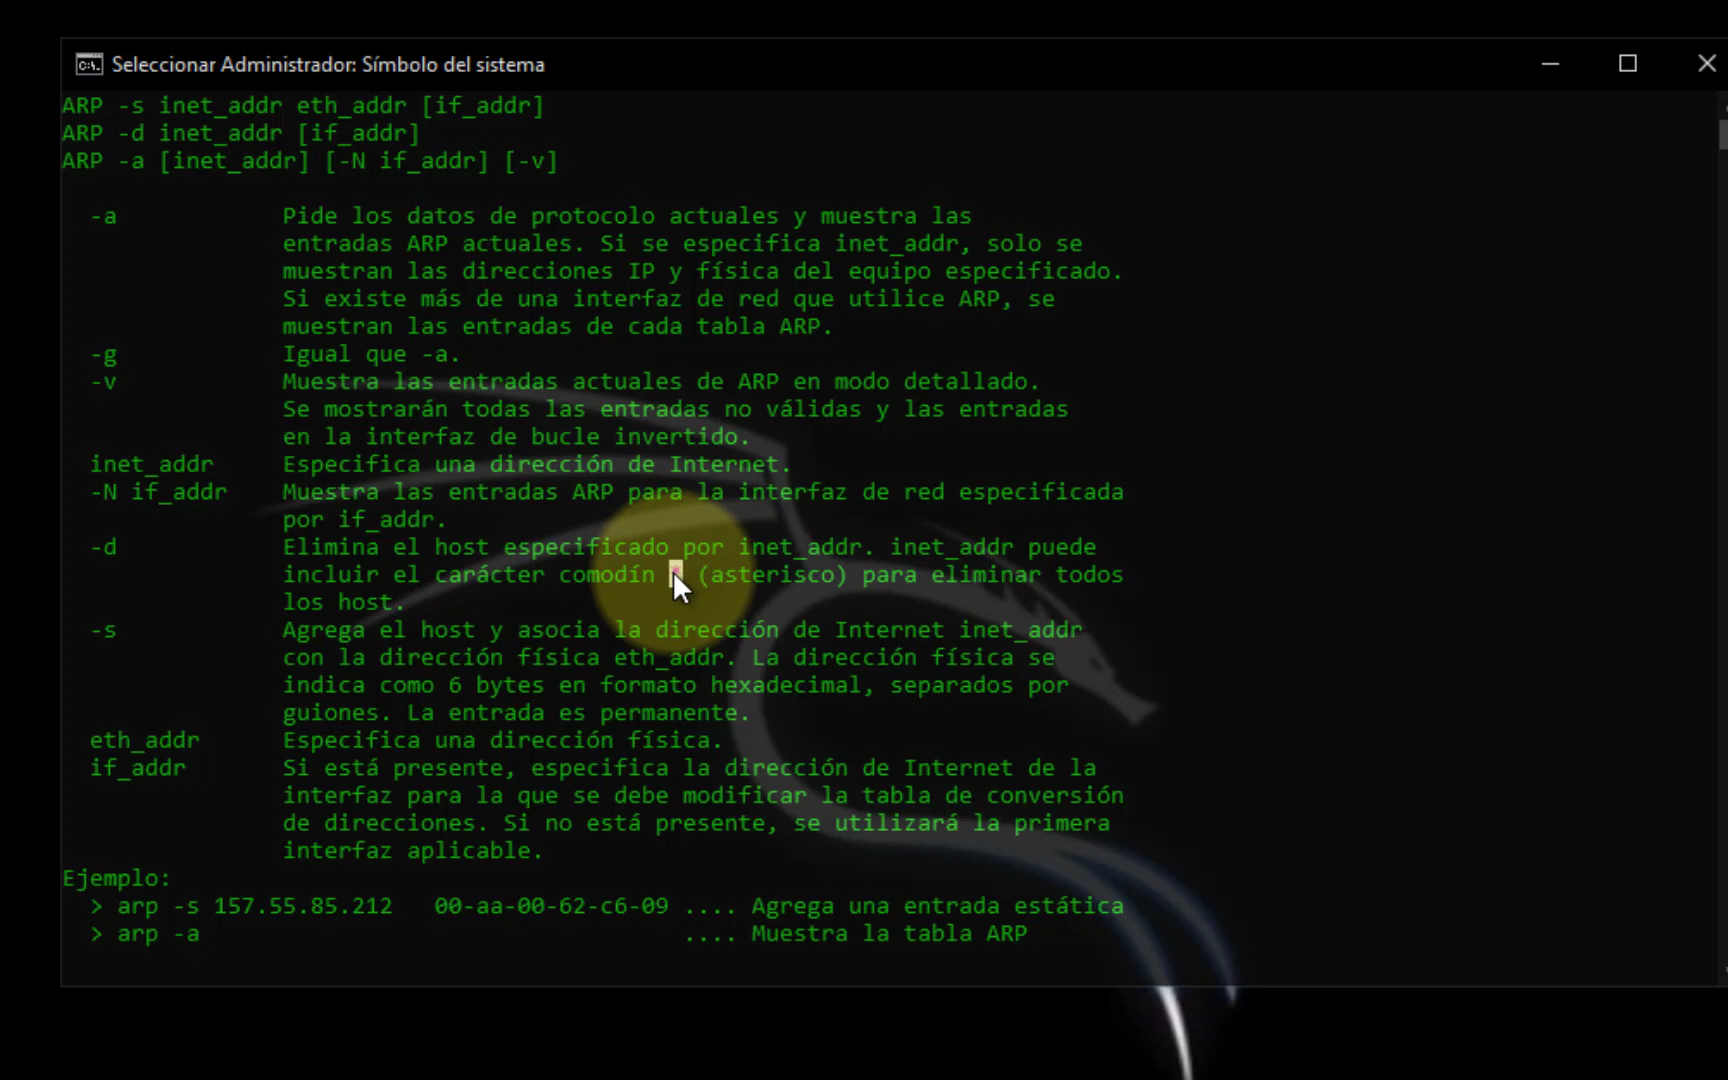 Seleccionar Administrador: Símbolo del sistema
ARP -s inet_addr eth_addr [if_addr]
ARP -d inet_addr [if_addr]
ARP -a [inet_addr] [-N if_addr] [-v]
-a Pide los datos de protocolo actuales y muestra las
entradas ARP actuales. Si se especifica inet_addr, solo se
muestran las direcciones IP y física del equipo especificado.
Si existe más de una interfaz de red que utilice ARP, se
muestran las entradas de cada tabla ARP.
-g Igual que -a.
-v Muestra las entradas actuales de ARP en modo detallado.
Se mostrarán todas las entradas no válidas y las entradas
en la interfaz de bucle invertido.
inet_addr Especifica una dirección de Internet.
-N if_addr Muestra las entradas ARP para la interfaz de red especificada
por if_addr.
-d Elimina el host especificado por inet_addr. inet_addr puede
incluir el carácter comodín * (asterisco) para eliminar todos
los host.
-s Agrega el host y asocia la dirección de Internet inet_addr
con la dirección física eth_addr. La dirección física se
indica como 6 bytes en formato hexadecimal, separados por
guiones. La entrada es permanente.
eth_addr Especifica una dirección física.
if_addr Si está presente, especifica la dirección de Internet de la
interfaz para la que se debe modificar la tabla de conversión
de direcciones. Si no está presente, se utilizará la primera
interfaz aplicable.
Ejemplo:
> arp -s 157.55.85.212 00-aa-00-62-c6-09 .... Agrega una entrada estática
> arp -a .... Muestra la tabla ARP